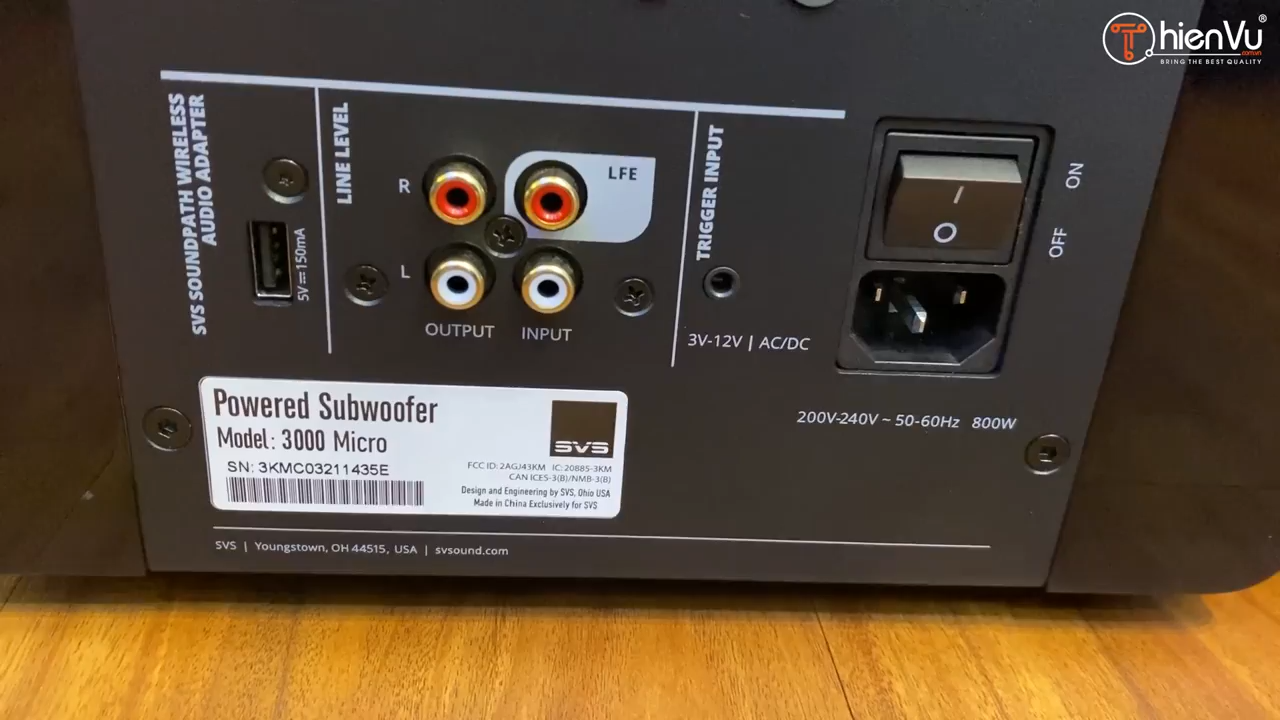 ThienVu®
.com.vn
BRING THE BEST QUALITY
SVS SOUNDPATH WIRELESS
AUDIO ADAPTER
5V⎓150mA
LINE LEVEL
R
L
LFE
OUTPUT
INPUT
TRIGGER INPUT
3V-12V | AC/DC
ON
OFF
I
O
200V-240V ~ 50-60Hz 800W
Powered Subwoofer
Model: 3000 Micro
SN: 3KMC03211435E
SVS
FCC ID: 2AGJ43KM IC: 20885-3KM
CAN ICES-3(B)/NMB-3(B)
Design and Engineering by SVS, Ohio USA
Made in China Exclusively for SVS
SVS | Youngstown, OH 44515, USA | svsound.com